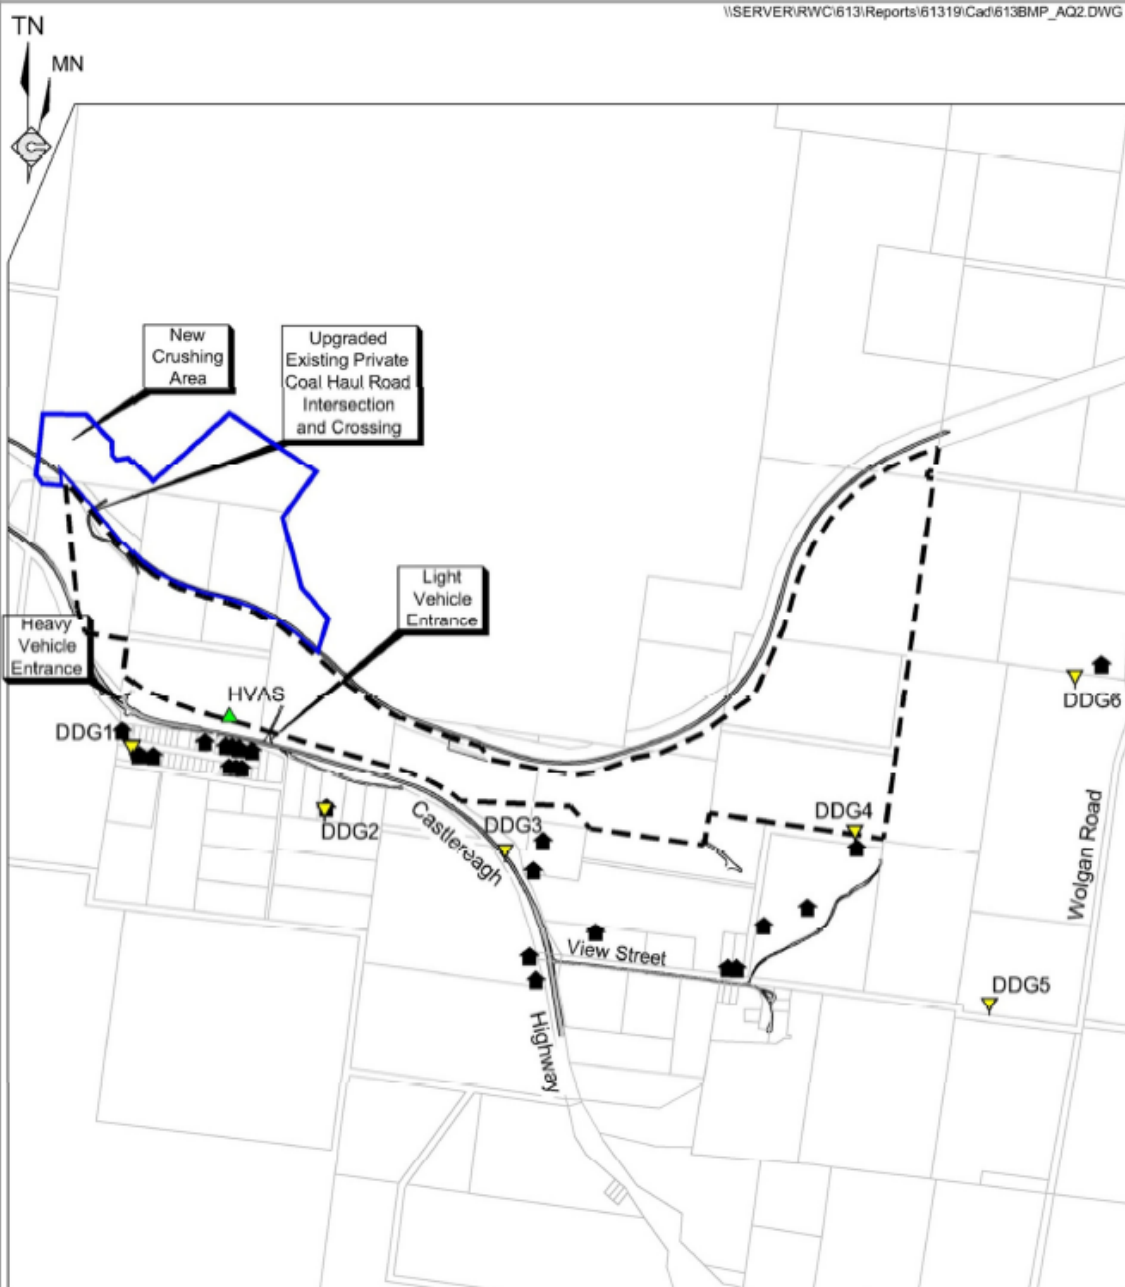 \\SERVER\RWC\613\Reports\61319\Cad\613BMP_AQ2.DWG
TN
MN
New
Crushing
Area
Upgraded
Existing Private
Coal Haul Road
Intersection
and Crossing
Light
Vehicle
Entrance
Heavy
Vehicle
Entrance
HVAS
DDG1
DDG2
DDG3
DDG4
DDG6
Castlereagh
Wolgan Road
View Street
DDG5
Highway